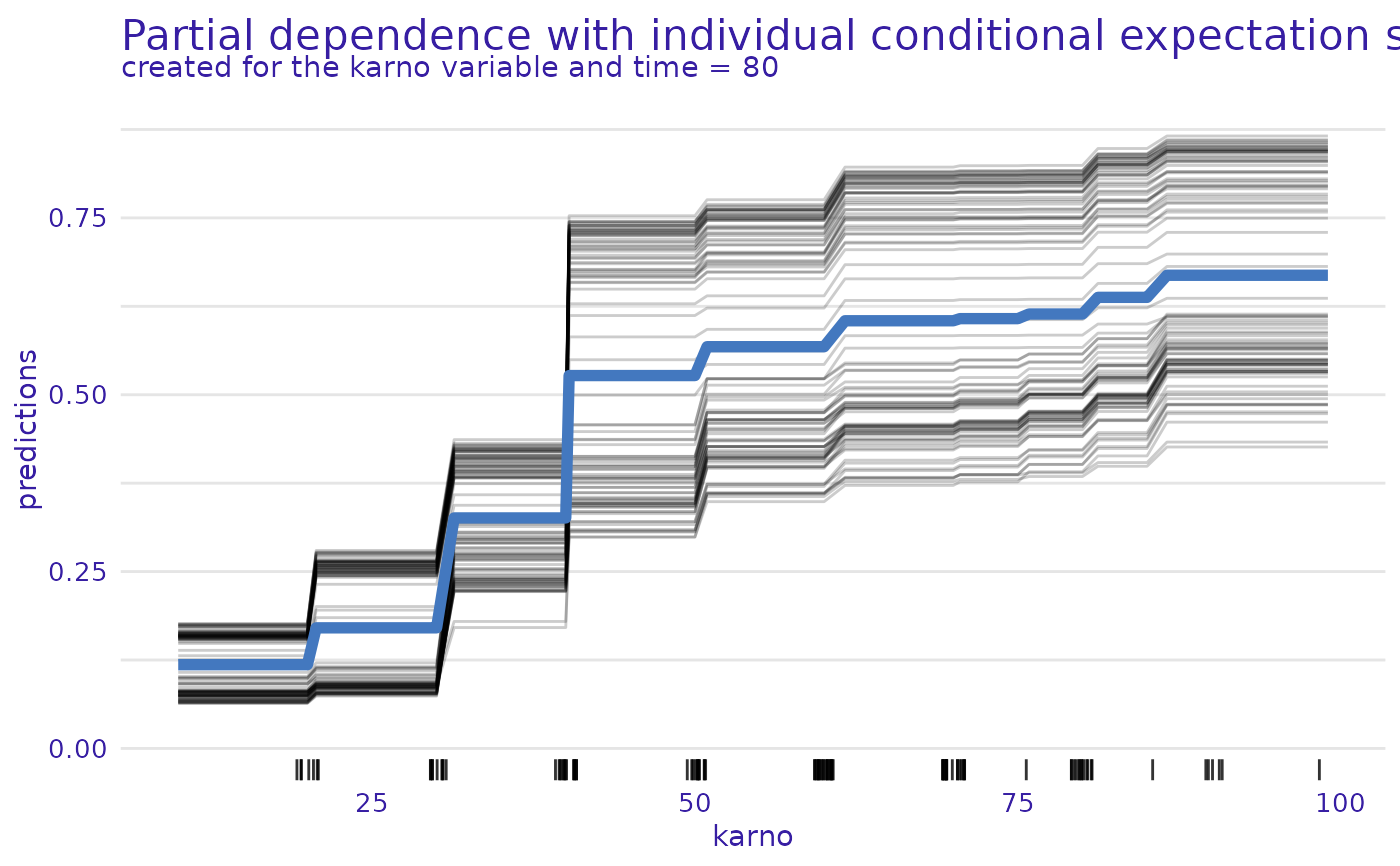 Partial dependence with individual conditional expectation s
created for the karno variable and time = 80
predictions
0.75
0.50
0.25
0.00
25 50 75 100
karno